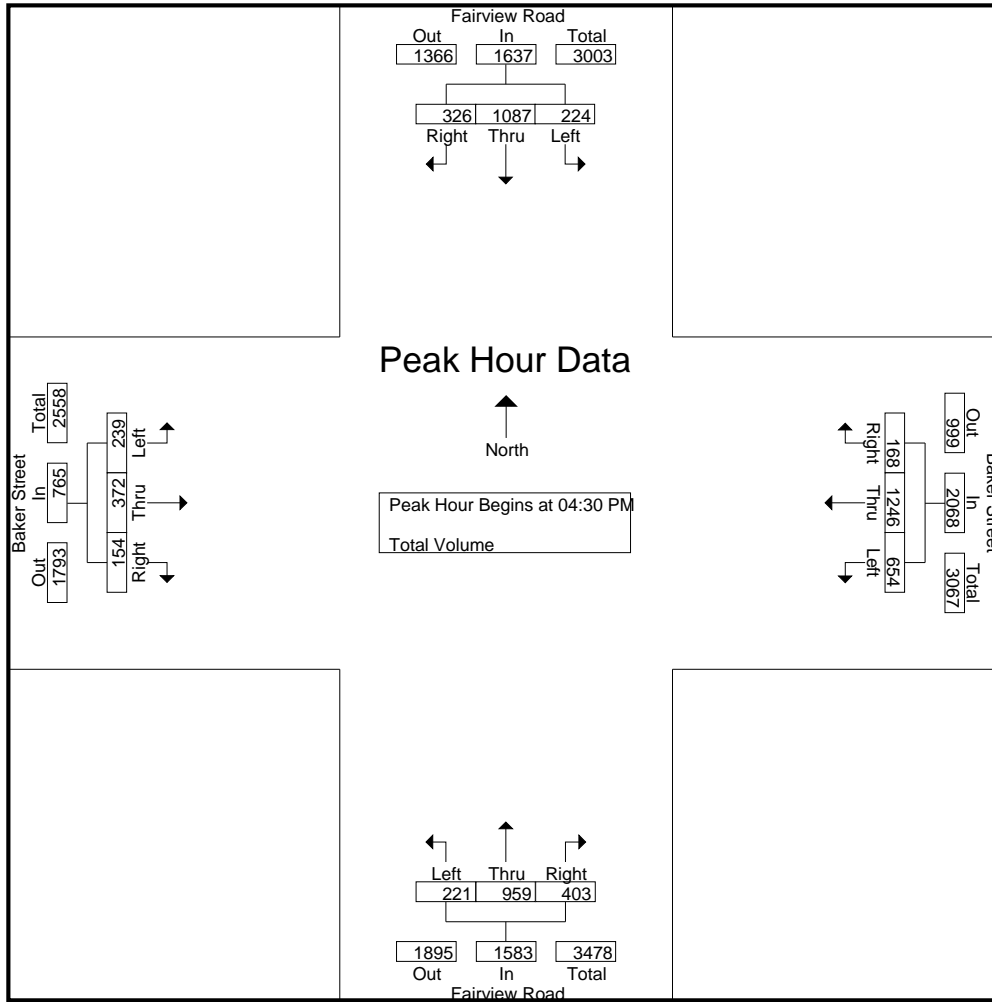 Fairview Road
Out In Total
1366 1637 3003
326 1087 224
Right Thru Left
Peak Hour Data
North
Peak Hour Begins at 04:30 PM
Total Volume
Baker Street
Total In Out
2558 765 1793
239 372 154
Left Thru Right
Baker Street
Out In Total
999 2068 3067
168 1246 654
Right Thru Left
Left Thru Right
221 959 403
1895 1583 3478
Out In Total
Fairview Road